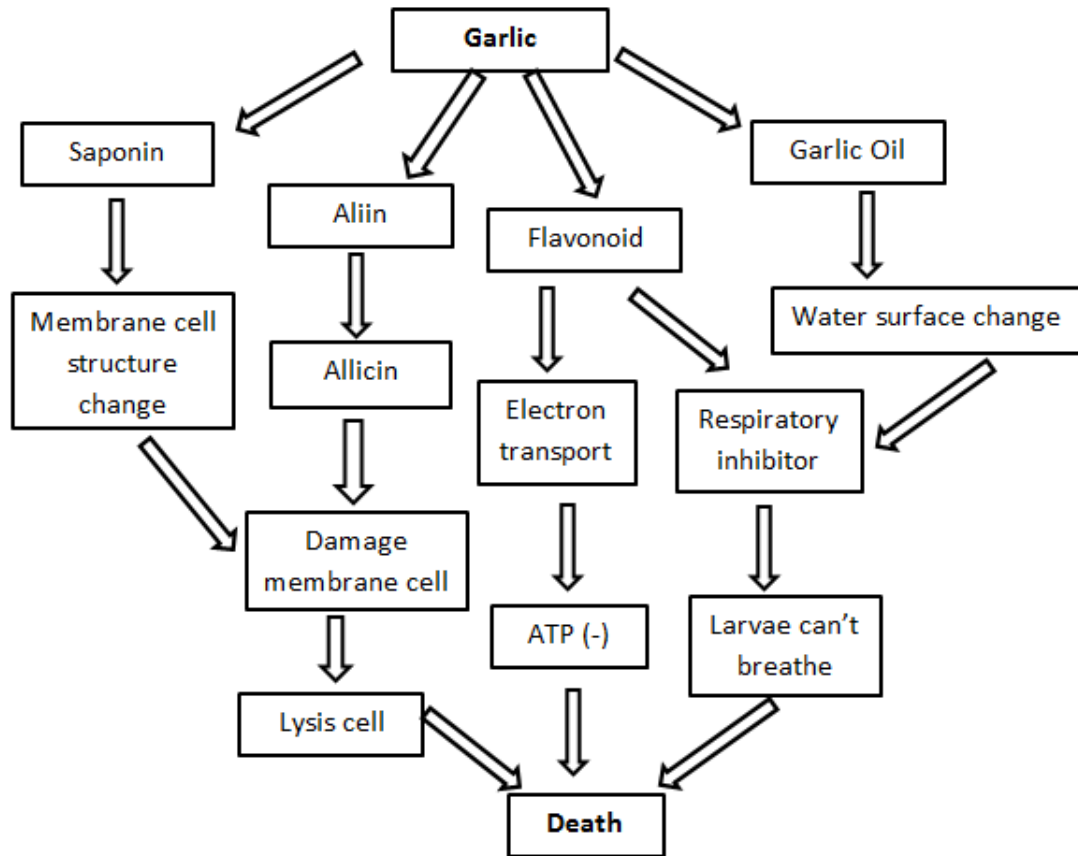 Garlic
Saponin
Aliin
Flavonoid
Garlic Oil
Membrane cell
structure
change
Allicin
Electron
transport
Respiratory
inhibitor
Water surface change
Damage
membrane cell
ATP (-)
Larvae can’t
breathe
Lysis cell
Death